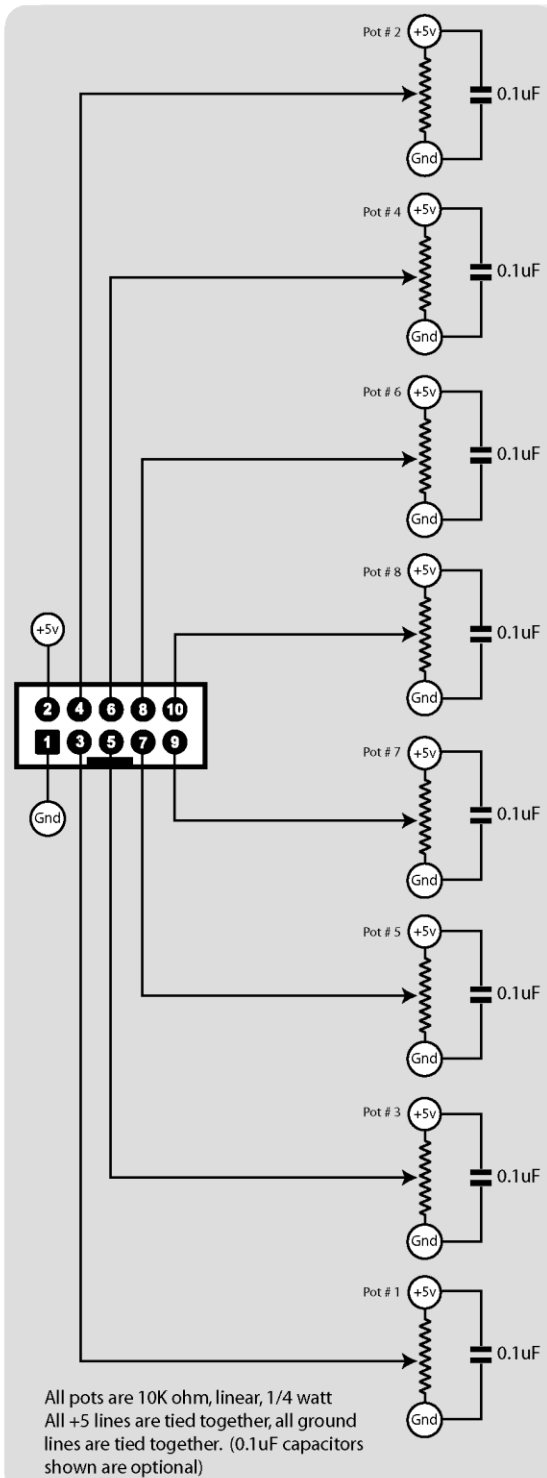 Pot # 2
+5v
0.1uF
Gnd
Pot # 4
+5v
0.1uF
Gnd
Pot # 6
+5v
0.1uF
Gnd
Pot # 8
+5v
0.1uF
Gnd
+5v
2 4 6 8 10
1 3 5 7 9
Gnd
Pot # 7
+5v
0.1uF
Gnd
Pot # 5
+5v
0.1uF
Gnd
Pot # 3
+5v
0.1uF
Gnd
Pot # 1
+5v
0.1uF
Gnd
All pots are 10K ohm, linear, 1/4 watt
All +5 lines are tied together, all ground
lines are tied together. (0.1uF capacitors
shown are optional)